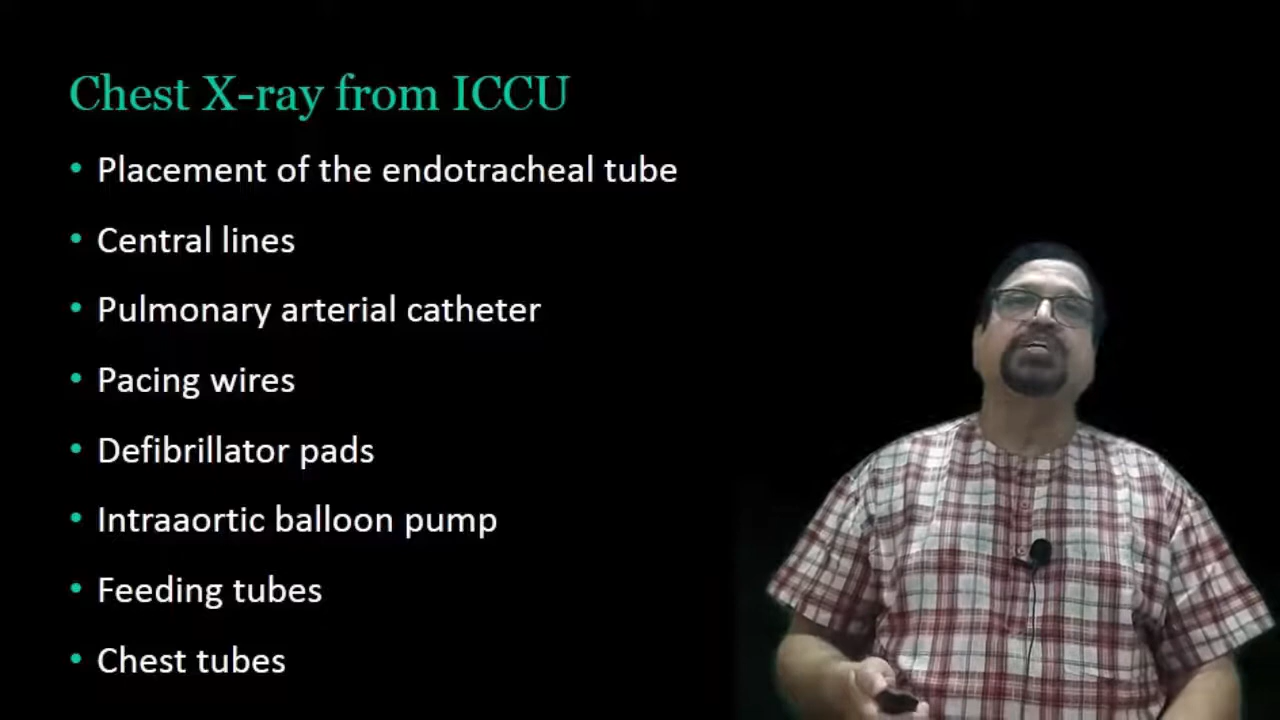 Chest X-ray from ICCU
• Placement of the endotracheal tube
• Central lines
• Pulmonary arterial catheter
• Pacing wires
• Defibrillator pads
• Intraaortic balloon pump
• Feeding tubes
• Chest tubes